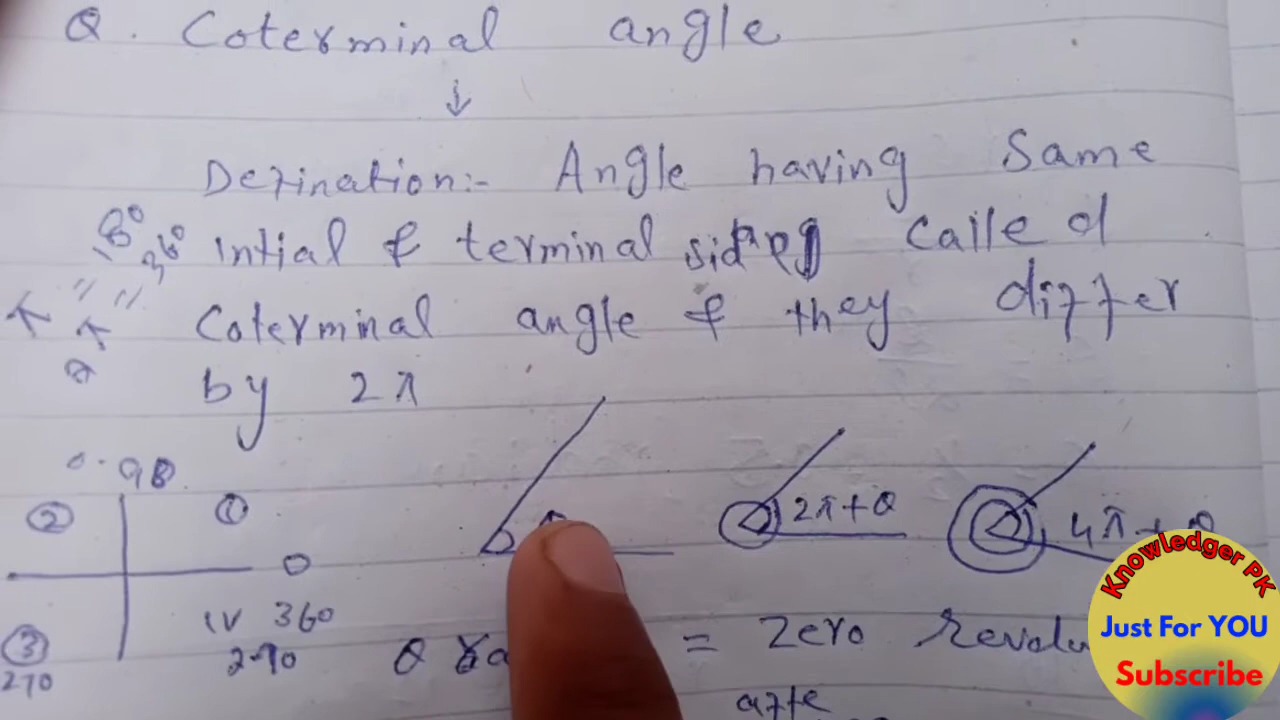 Q. Coterminal angle
↓
Defination:- Angle having Same
intial & terminal side called
Coterminal angle & they differ
by 2π
90
② ①
0
2π+θ
4π+θ
③ IV 360
270 270
θ = Zero
afte
Knowledger PK
Just For YOU
Subscribe